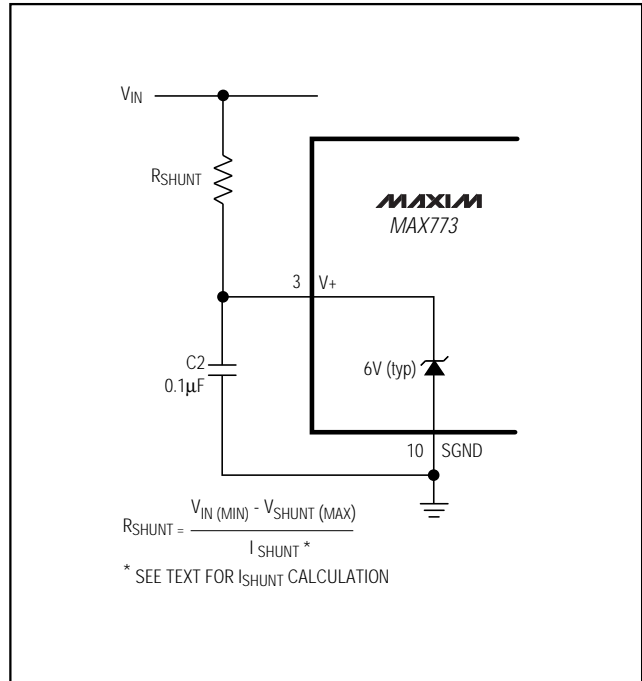 VIN
RSHUNT
MAXIM
MAX773
3 V+
C2
0.1μF
6V (typ)
10 SGND
RSHUNT = VIN (MIN) - VSHUNT (MAX)
I SHUNT *
* SEE TEXT FOR ISHUNT CALCULATION